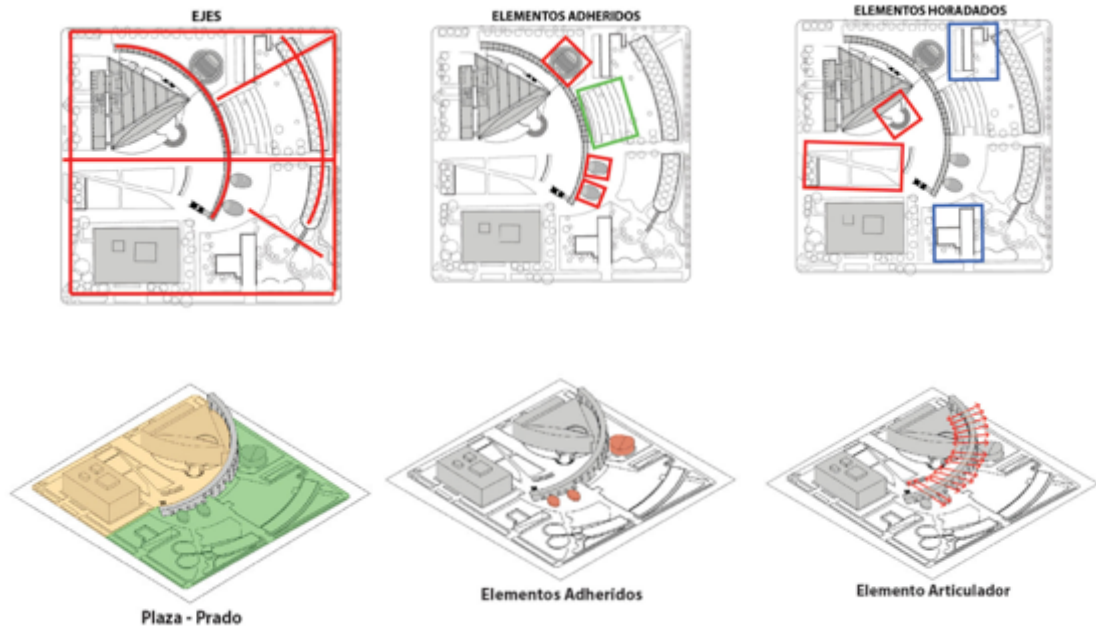 EJES
ELEMENTOS ADHERIDOS
ELEMENTOS HORADADOS
Plaza - Prado
Elementos Adheridos
Elemento Articulador